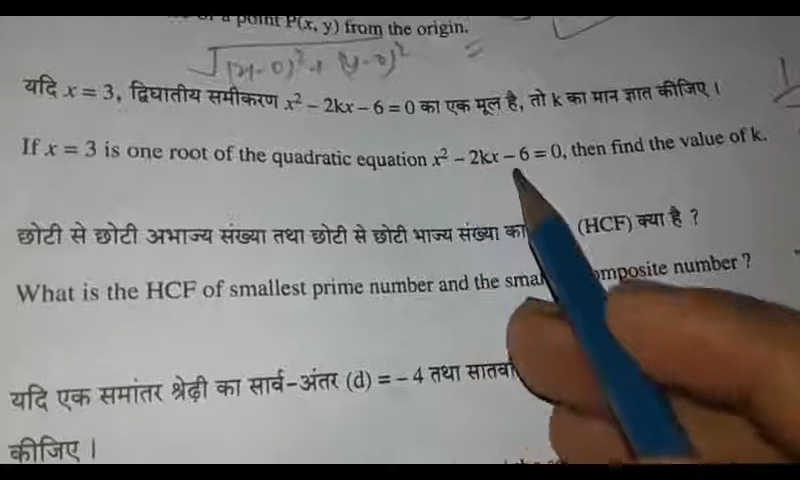 of a point P(x, y) from the origin.
√(x-0)² + (y-0)² =
यदि x = 3, द्विघातीय समीकरण x² – 2kx – 6 = 0 का एक मूल है, तो k का मान ज्ञात कीजिए ।
If x = 3 is one root of the quadratic equation x² – 2kx – 6 = 0, then find the value of k.
छोटी से छोटी अभाज्य संख्या तथा छोटी से छोटी भाज्य संख्या का (HCF) क्या है ?
What is the HCF of smallest prime number and the composite number ?
यदि एक समांतर श्रेढ़ी का सार्व-अंतर (d) = – 4 तथा
कीजिए ।